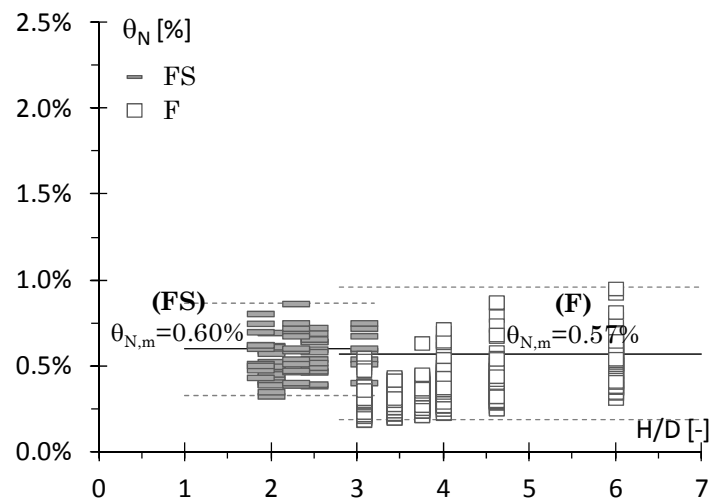 2.5%
θN [%]
FS
2.0%
F
1.5%
1.0%
(FS) (F)
θN,m=0.60% θN,m=0.57%
0.5%
H/D [-]
0.0%
0 1 2 3 4 5 6 7